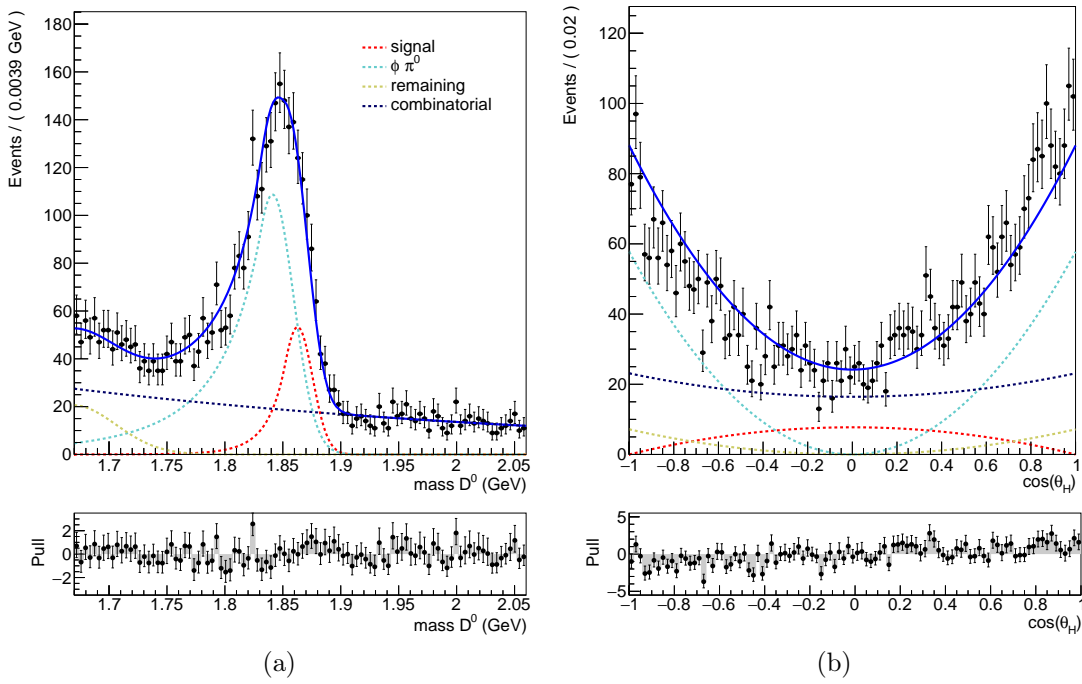 Events / ( 0.0039 GeV )
180
160
140
120
100
80
60
40
20
0
signal
ϕ π⁰
remaining
combinatorial
1.7 1.75 1.8 1.85 1.9 1.95 2 2.05
mass D⁰ (GeV)
Pull
2
0
−2
1.7 1.75 1.8 1.85 1.9 1.95 2 2.05
mass D⁰ (GeV)
(a)
Events / ( 0.02 )
120
100
80
60
40
20
0
−1 −0.8 −0.6 −0.4 −0.2 0 0.2 0.4 0.6 0.8 1
cos(θ_H)
Pull
5
0
−5
−1 −0.8 −0.6 −0.4 −0.2 0 0.2 0.4 0.6 0.8 1
cos(θ_H)
(b)